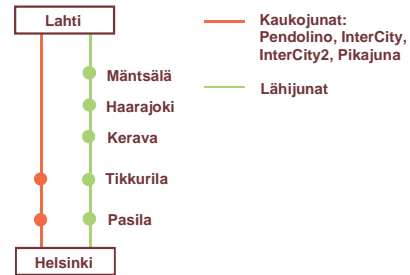 Lahti
Mäntsälä
Haarajoki
Kerava
Tikkurila
Pasila
Helsinki
Kaukojunat:
Pendolino, InterCity,
InterCity2, Pikajuna
Lähijunat